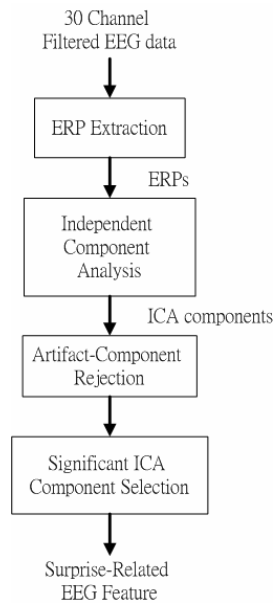 30 Channel
Filtered EEG data
ERP Extraction
ERPs
Independent
Component
Analysis
ICA components
Artifact-Component
Rejection
Significant ICA
Component Selection
Surprise-Related
EEG Feature